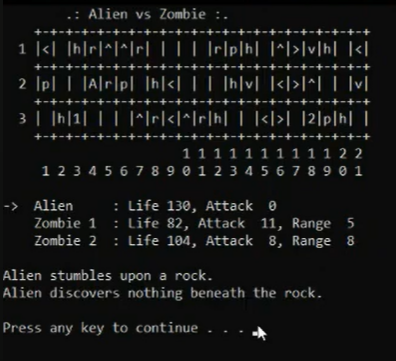 .: Alien vs Zombie :.
+-+-+-+-+-+-+-+-+-+-+-+-+-+-+-+-+-+-+-+-+-+
1 |<| |h|r|^|^|r| | | | |r|p|h| |^|>|v|h| |<|
+-+-+-+-+-+-+-+-+-+-+-+-+-+-+-+-+-+-+-+-+-+
2 |p| | |A|r|p| |h|<| | | |h|v| |<|>|^| | |v|
+-+-+-+-+-+-+-+-+-+-+-+-+-+-+-+-+-+-+-+-+-+
3 | |h|1| | | |^|r|<|^|r|h| | |<|>| |2|p|h| |
+-+-+-+-+-+-+-+-+-+-+-+-+-+-+-+-+-+-+-+-+-+
1 1 1 1 1 1 1 1 1 1 2 2
1 2 3 4 5 6 7 8 9 0 1 2 3 4 5 6 7 8 9 0 1
-> Alien : Life 130, Attack 0
Zombie 1 : Life 82, Attack 11, Range 5
Zombie 2 : Life 104, Attack 8, Range 8
Alien stumbles upon a rock.
Alien discovers nothing beneath the rock.
Press any key to continue . . .